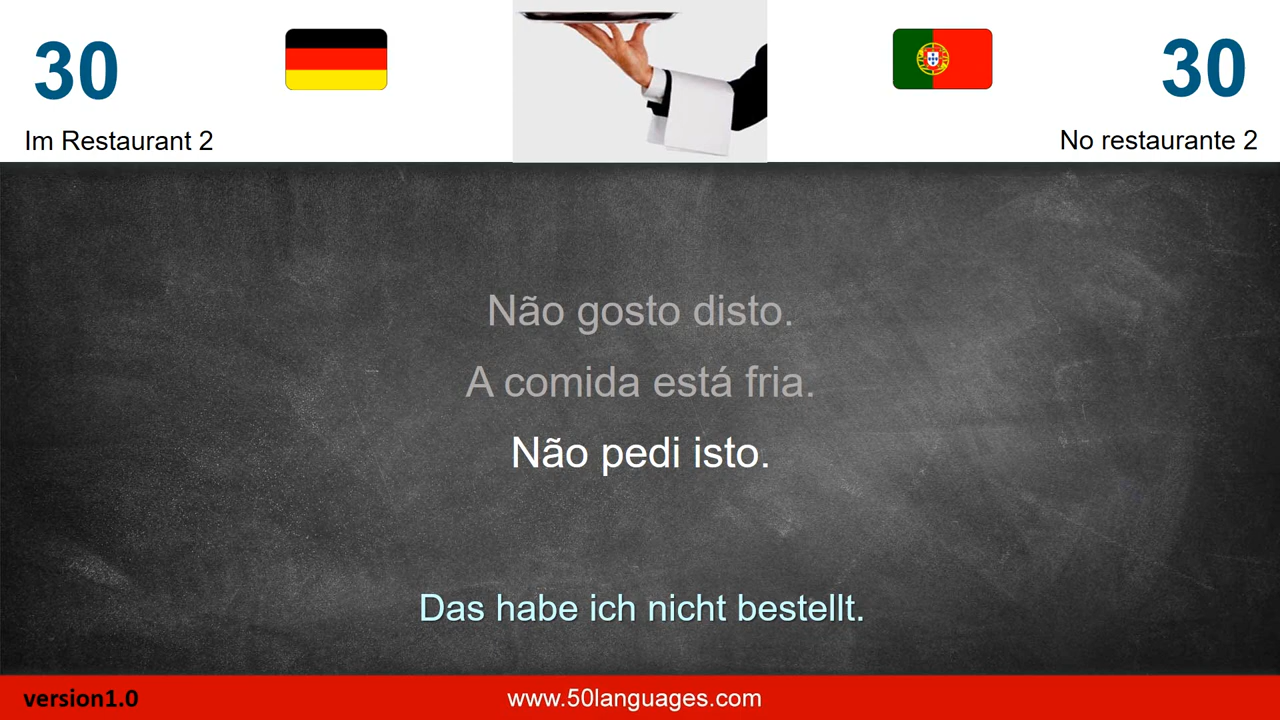 30
30
Im Restaurant 2
No restaurante 2
Não gosto disto.
A comida está fria.
Não pedi isto.
Das habe ich nicht bestellt.
version1.0
www.50languages.com